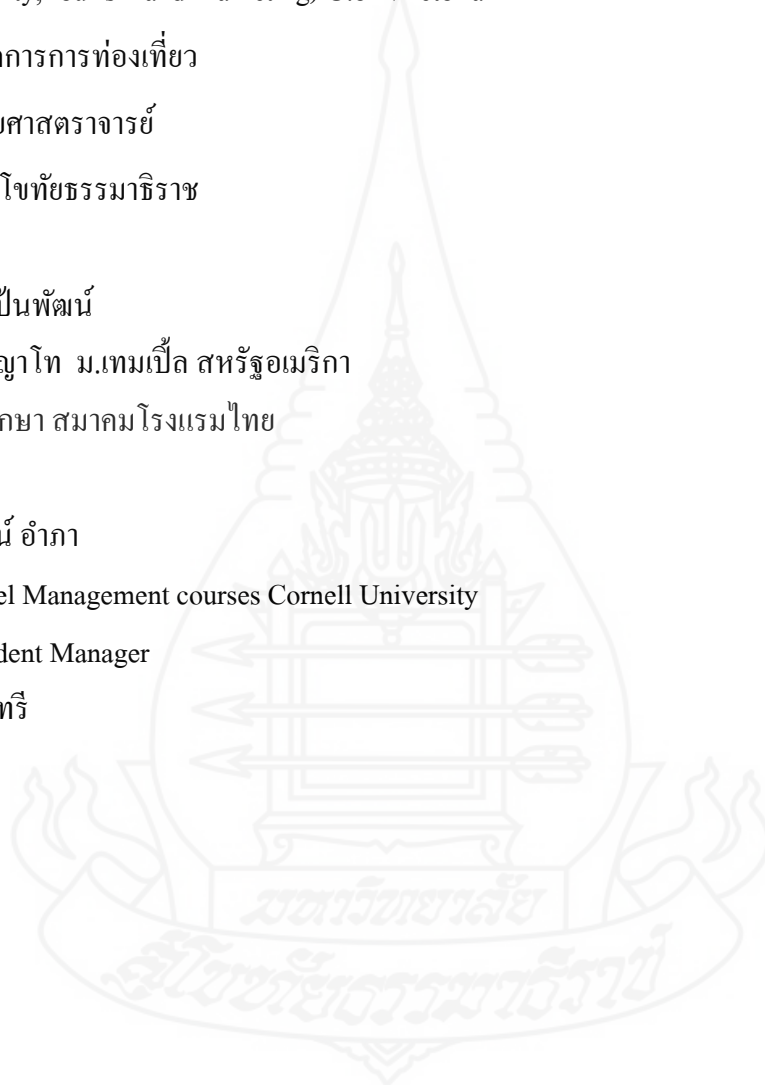 การการท่องเที่ยว
ศาสตราจารย์
โขทัยธรรมาธิราช
ป้นพัฒน์
ญาโท ม.เทมเปิ้ล สหรัฐอเมริกา
กษา สมาคมโรงแรมไทย
น์ อำภา
el Management courses Cornell University
dent Manager
ทรี
มหาวิทยาลัย
สุโขทัยธรรมาธิราช